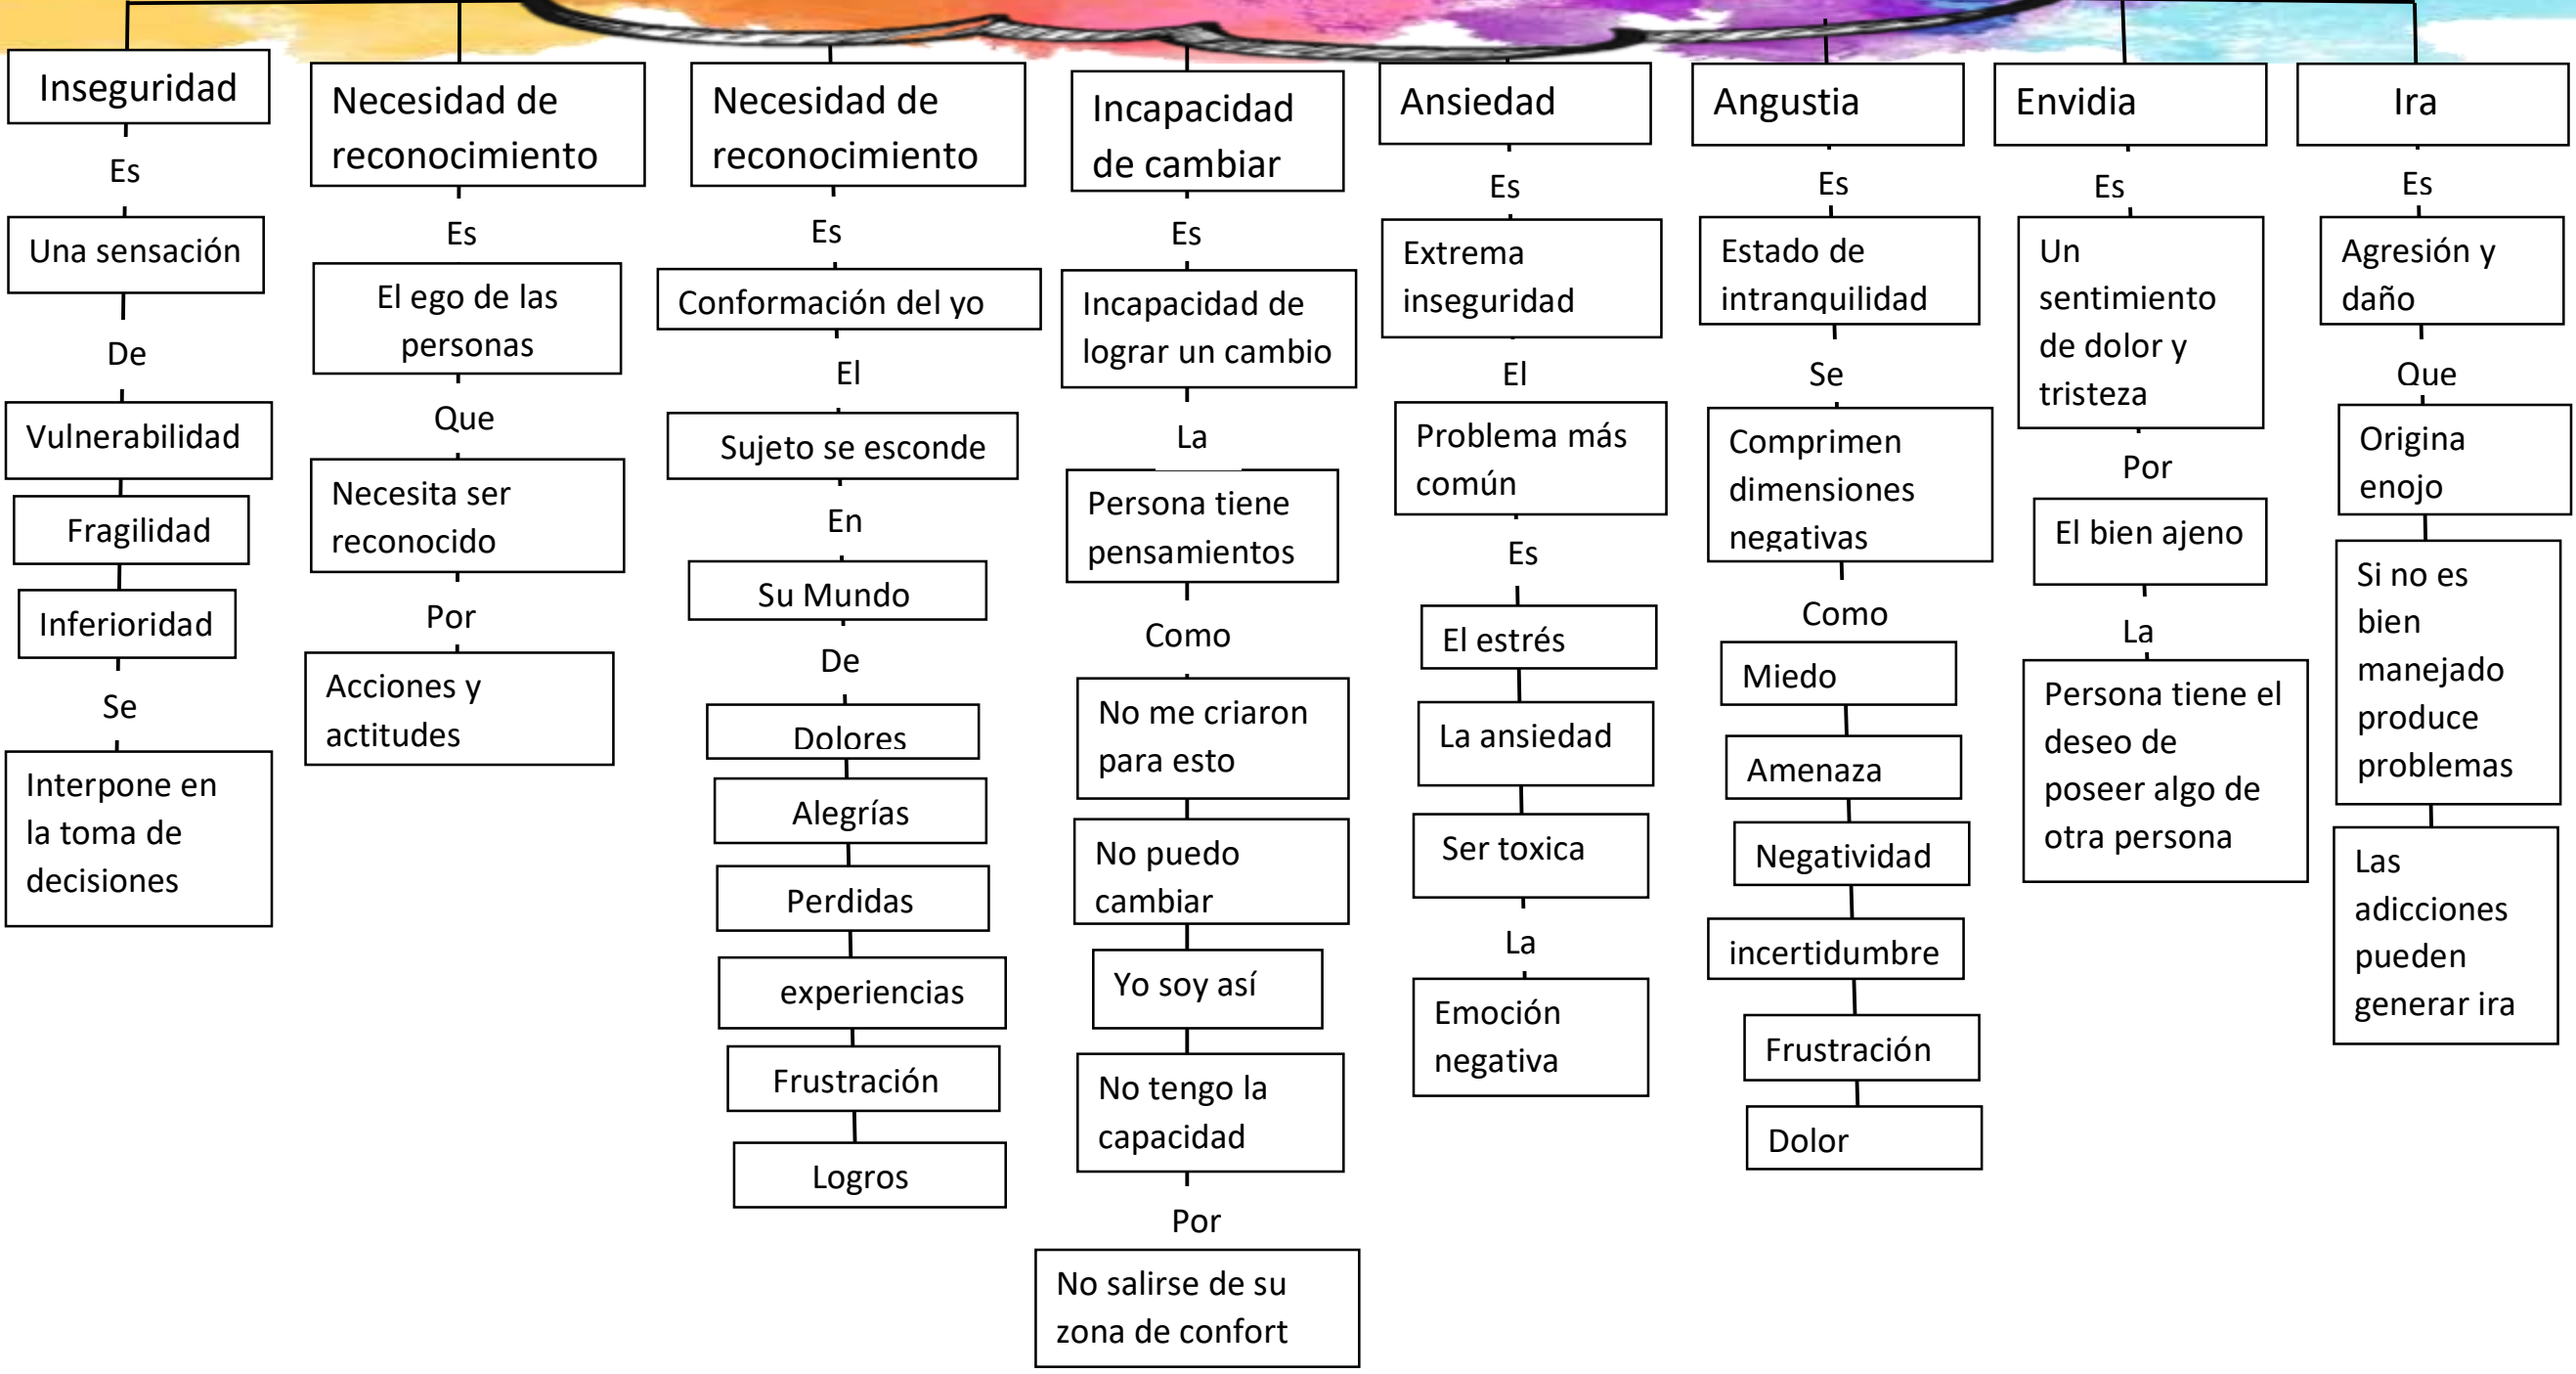 Inseguridad
Es
Una sensación
De
Vulnerabilidad
Fragilidad
Inferioridad
Se
Interpone en
la toma de
decisiones
Necesidad de
reconocimiento
Es
El ego de las
personas
Que
Necesita ser
reconocido
Por
Acciones y
actitudes
Necesidad de
reconocimiento
Es
Conformación del yo
El
Sujeto se esconde
En
Su Mundo
De
Dolores
Alegrías
Perdidas
experiencias
Frustración
Logros
Incapacidad
de cambiar
Es
Incapacidad de
lograr un cambio
La
Persona tiene
pensamientos
Como
No me criaron
para esto
No puedo
cambiar
Yo soy así
No tengo la
capacidad
Por
No salirse de su
zona de confort
Ansiedad
Es
Extrema
inseguridad
El
Problema más
común
Es
El estrés
La ansiedad
Ser toxica
La
Emoción
negativa
Angustia
Es
Estado de
intranquilidad
Se
Comprimen
dimensiones
negativas
Como
Miedo
Amenaza
Negatividad
incertidumbre
Frustración
Dolor
Envidia
Es
Un
sentimiento
de dolor y
tristeza
Por
El bien ajeno
La
Persona tiene el
deseo de
poseer algo de
otra persona
Ira
Es
Agresión y
daño
Que
Origina
enojo
Si no es
bien
manejado
produce
problemas
Las
adicciones
pueden
generar ira